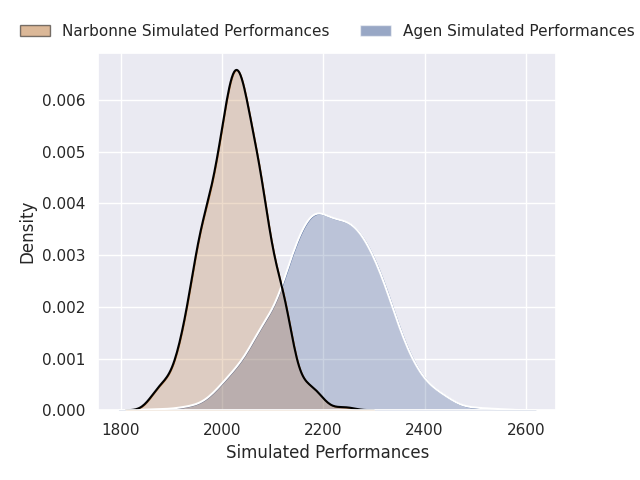 Narbonne Simulated Performances
Agen Simulated Performances
0.006
0.005
0.004
0.003
0.002
0.001
0.000
Density
1800 2000 2200 2400 2600
Simulated Performances